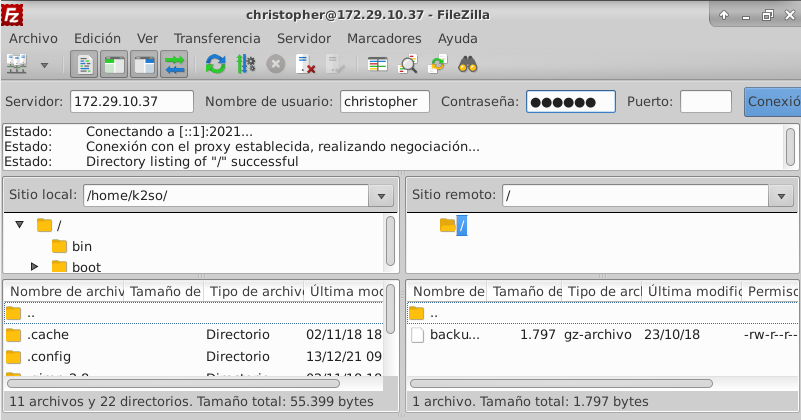 christopher@172.29.10.37 - FileZilla
Archivo Edición Ver Transferencia Servidor Marcadores Ayuda
Servidor: 172.29.10.37 Nombre de usuario: christopher Contraseña: ●●●●●● Puerto: Conexió
Estado: Conectando a [::1]:2021...
Estado: Conexión con el proxy establecida, realizando negociación...
Estado: Directory listing of "/" successful
Sitio local: /home/k2so/
Sitio remoto: /
/
bin
boot
/
Nombre de archiv Tamaño de Tipo de archiv Última moc
..
.cache Directorio 02/11/18 18
.config Directorio 13/12/21 09
11 archivos y 22 directorios. Tamaño total: 55.399 bytes
Nombre de Tamaño de Tipo de arcl Última modific Permisc
..
backu... 1.797 gz-archivo 23/10/18 -rw-r--r--
1 archivo. Tamaño total: 1.797 bytes